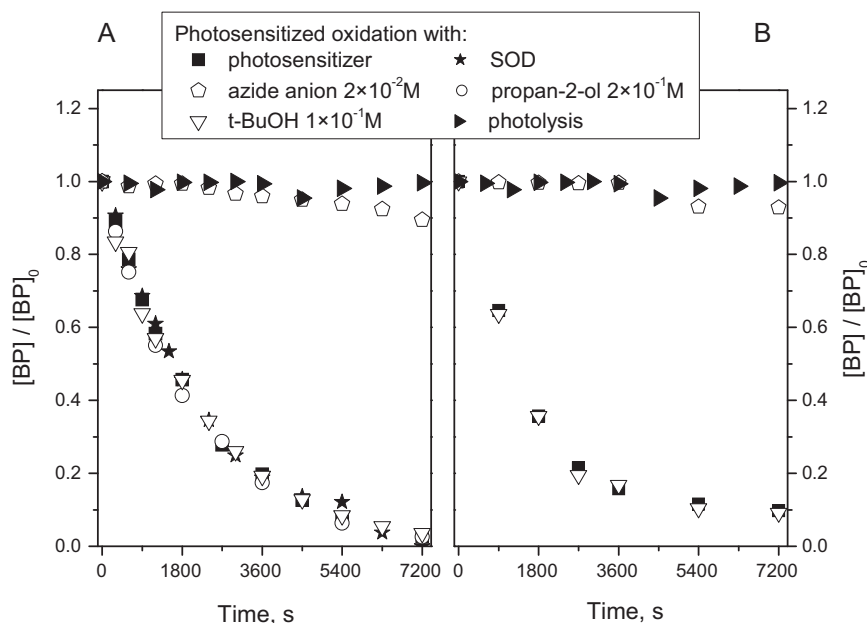 A
B
Photosensitized oxidation with:
photosensitizer
SOD
azide anion 2×10⁻²M
propan-2-ol 2×10⁻¹M
t-BuOH 1×10⁻¹M
photolysis
1.2
1.0
0.8
0.6
0.4
0.2
0.0
[BP] / [BP]₀
0 1800 3600 5400 7200
Time, s
0 1800 3600 5400 7200
Time, s
1.2
1.0
0.8
0.6
0.4
0.2
0.0
[BP] / [BP]₀